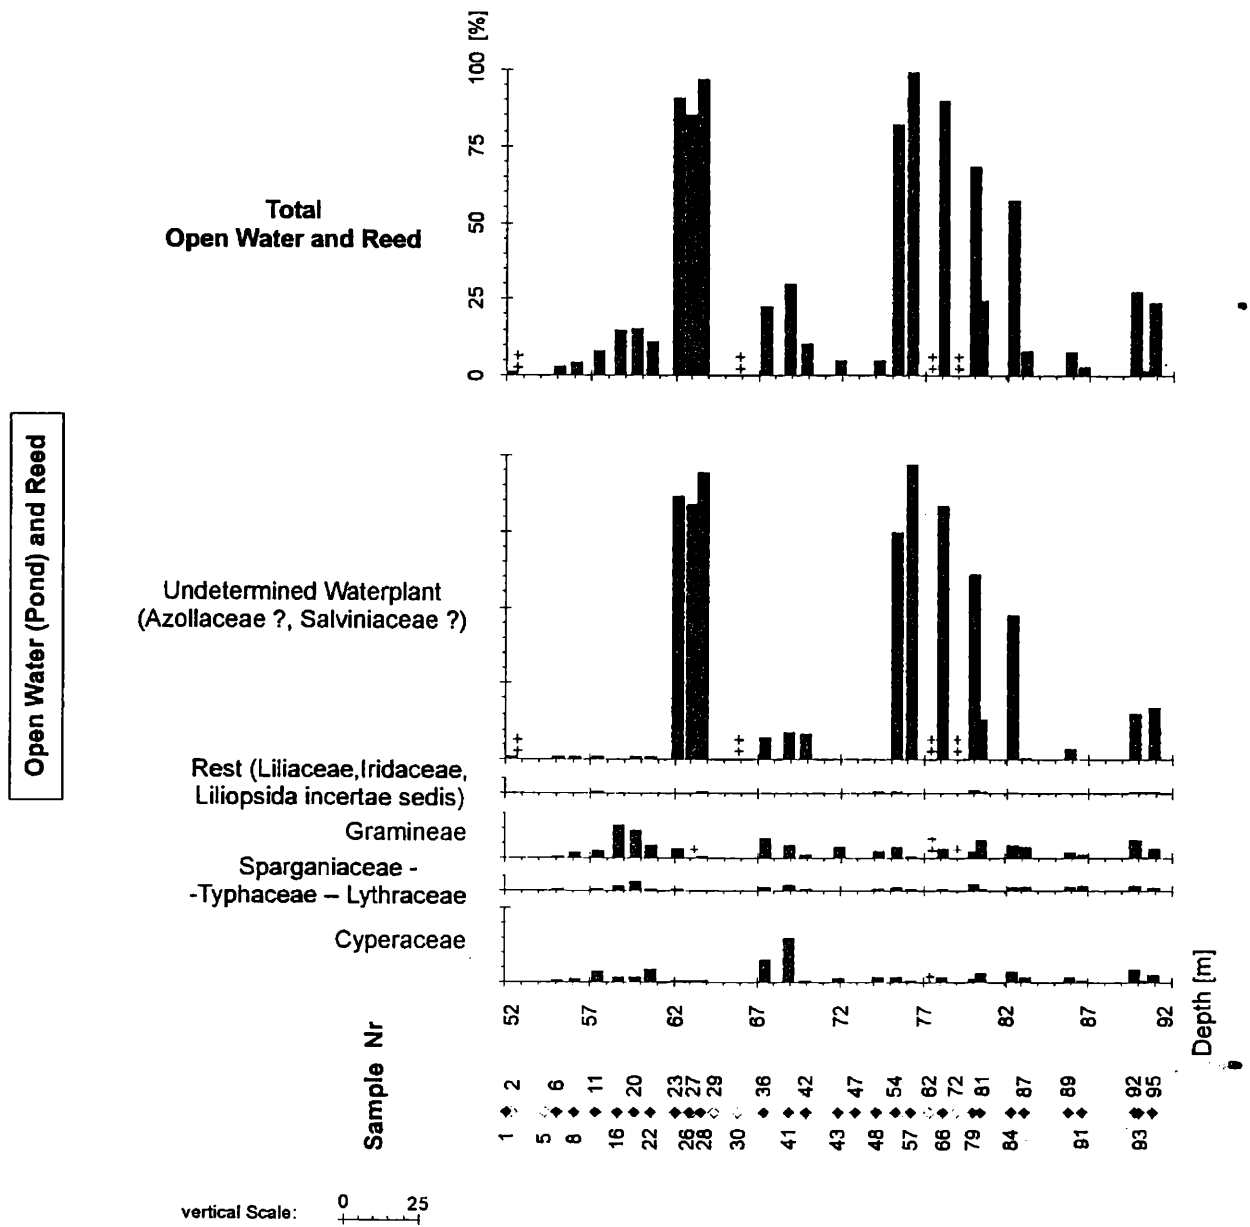 Open Water (Pond) and Reed
Total
Open Water and Reed
0 25 50 75 100 [%]
Undetermined Waterplant
(Azollaceae ?, Salviniaceae ?)
Rest (Liliaceae,Iridaceae,
Liliopsida incertae sedis)
Gramineae
Sparganiaceae -
-Typhaceae – Lythraceae
Cyperaceae
52 57 62 67 72 77 82 87 92
Depth [m]
Sample Nr
2 6 11 20 23 27 29 36 42 47 54 62 72 81 87 89 92 95
1 5 8 16 22 26 28 30 41 43 48 57 66 79 84 91 93
vertical Scale:
0 25